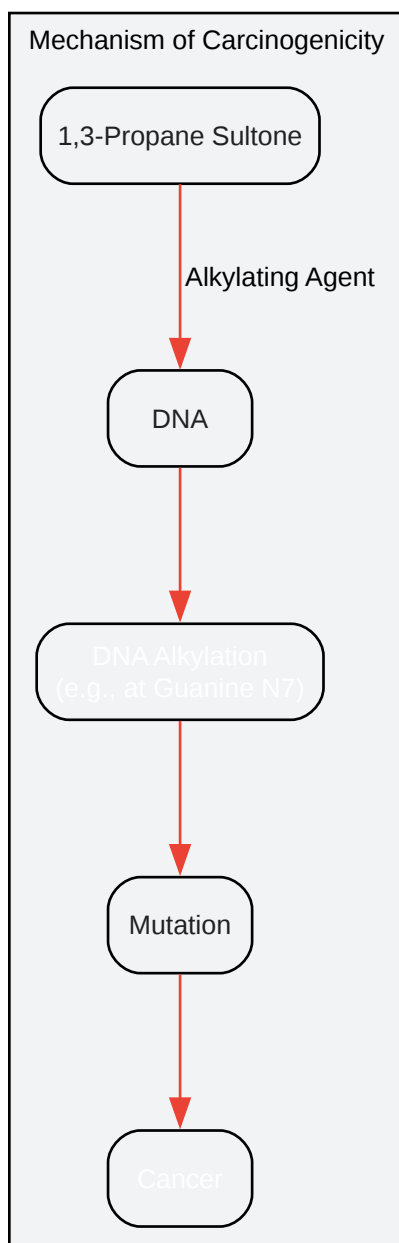 Mechanism of Carcinogenicity
1,3-Propane Sultone
Alkylating Agent
DNA
DNA Alkylation
(e.g., at Guanine N7)
Mutation
Cancer